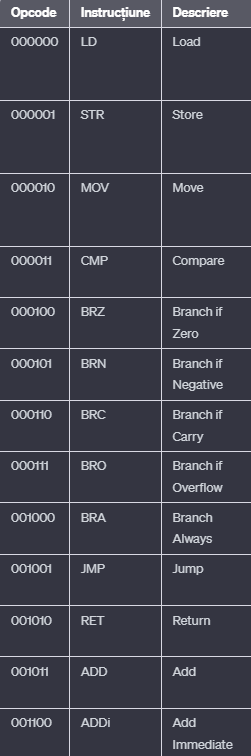 Opcode Instrucțiune Descriere
000000 LD Load
000001 STR Store
000010 MOV Move
000011 CMP Compare
000100 BRZ Branch if
Zero
000101 BRN Branch if
Negative
000110 BRC Branch if
Carry
000111 BRO Branch if
Overflow
001000 BRA Branch
Always
001001 JMP Jump
001010 RET Return
001011 ADD Add
001100 ADDi Add
Immediate